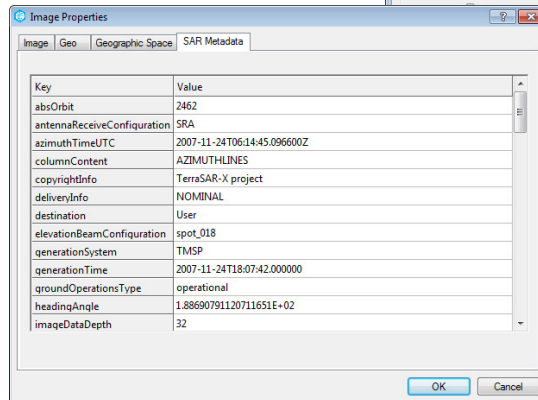 Image Properties
Image Geo Geographic Space SAR Metadata
Key Value
absOrbit 2462
antennaReceiveConfiguration SRA
azimuthTimeUTC 2007-11-24T06:14:45.096600Z
columnContent AZIMUTHLINES
copyrightInfo TerraSAR-X project
deliveryInfo NOMINAL
destination User
elevationBeamConfiguration spot_018
generationSystem TMSP
generationTime 2007-11-24T18:07:42.000000
groundOperationsType operational
headingAngle 1.88690791120711651E+02
imageDataDepth 32
OK Cancel